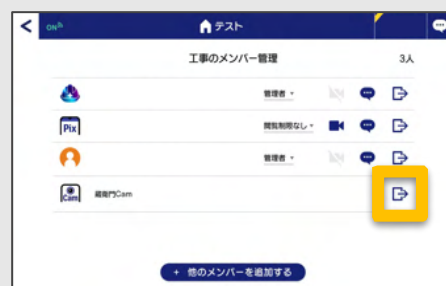 ON
テスト
工事のメンバー管理 3人
管理者
Pix 閲覧制限なし
管理者
Cam 蔵衛門Cam
+ 他のメンバーを追加する